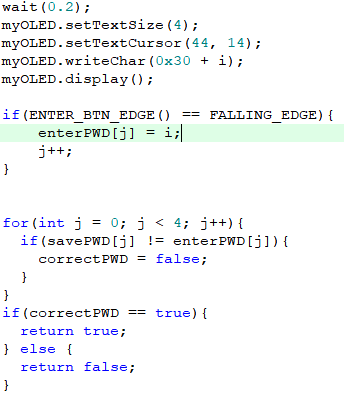 wait(0.2);
myOLED.setTextSize(4);
myOLED.setTextCursor(44, 14);
myOLED.writeChar(0x30 + i);
myOLED.display();
if(ENTER_BTN_EDGE() == FALLING_EDGE){
enterPWD[j] = i;
j++;
}
for(int j = 0; j < 4; j++){
if(savePWD[j] != enterPWD[j]){
correctPWD = false;
}
}
if(correctPWD == true){
return true;
} else {
return false;
}